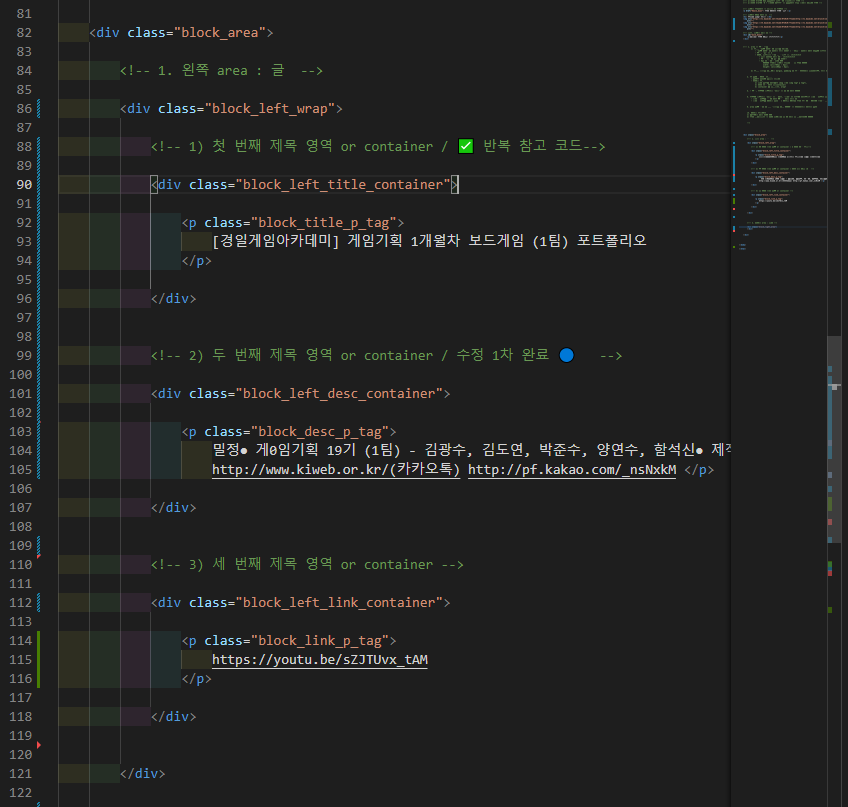 81
82 <div class="block_area">
83
84 <!-- 1. 왼쪽 area : 글  -->
85
86 <div class="block_left_wrap">
87
88 <!-- 1) 첫 번째 제목 영역 or container / ✅ 반복 참고 코드-->
89
90 <div class="block_left_title_container">
91
92 <p class="block_title_p_tag">
93 [경일게임아카데미] 게임기획 1개월차 보드게임 (1팀) 포트폴리오
94 </p>
95
96 </div>
97
98
99 <!-- 2) 두 번째 제목 영역 or container / 수정 1차 완료 🔵   -->
100
101 <div class="block_left_desc_container">
102
103 <p class="block_desc_p_tag">
104 밀정● 게0임기획 19기 (1팀) - 김광수, 김도연, 박준수, 양연수, 함석신● 제작
105 http://www.kiweb.or.kr/(카카오톡) http://pf.kakao.com/_nsNxkM </p>
106
107 </div>
108
109
110 <!-- 3) 세 번째 제목 영역 or container -->
111
112 <div class="block_left_link_container">
113
114 <p class="block_link_p_tag">
115 https://youtu.be/sZJTUvx_tAM
116 </p>
117
118 </div>
119
120
121 </div>
122